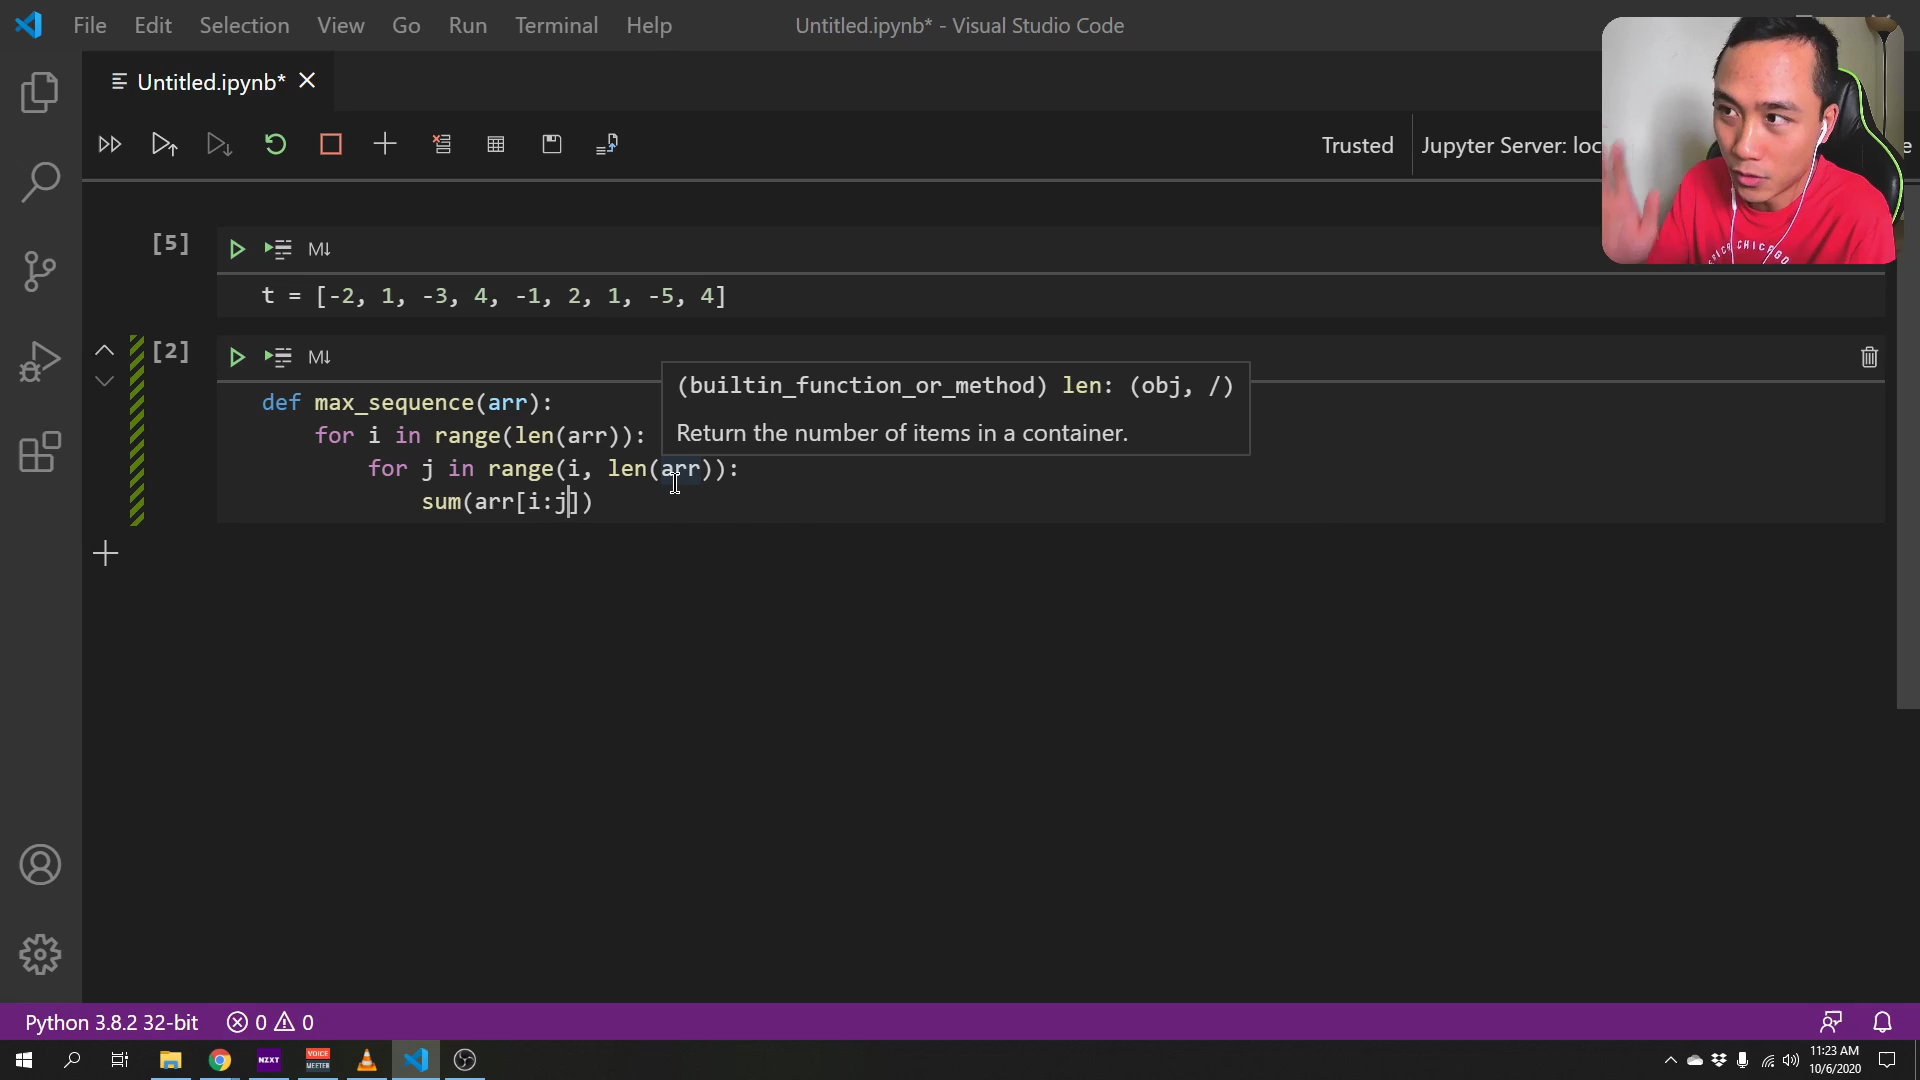 File Edit Selection View Go Run Terminal Help Untitled.ipynb* - Visual Studio Code
Untitled.ipynb*
Trusted Jupyter Server: loc
[5]
M↓
t = [-2, 1, -3, 4, -1, 2, 1, -5, 4]
[2]
M↓
(builtin_function_or_method) len: (obj, /)
Return the number of items in a container.
def max_sequence(arr):
for i in range(len(arr)):
for j in range(i, len(arr)):
sum(arr[i:j])
Python 3.8.2 32-bit 0 0
NZXT
VOICE
MEETER
11:23 AM
10/6/2020